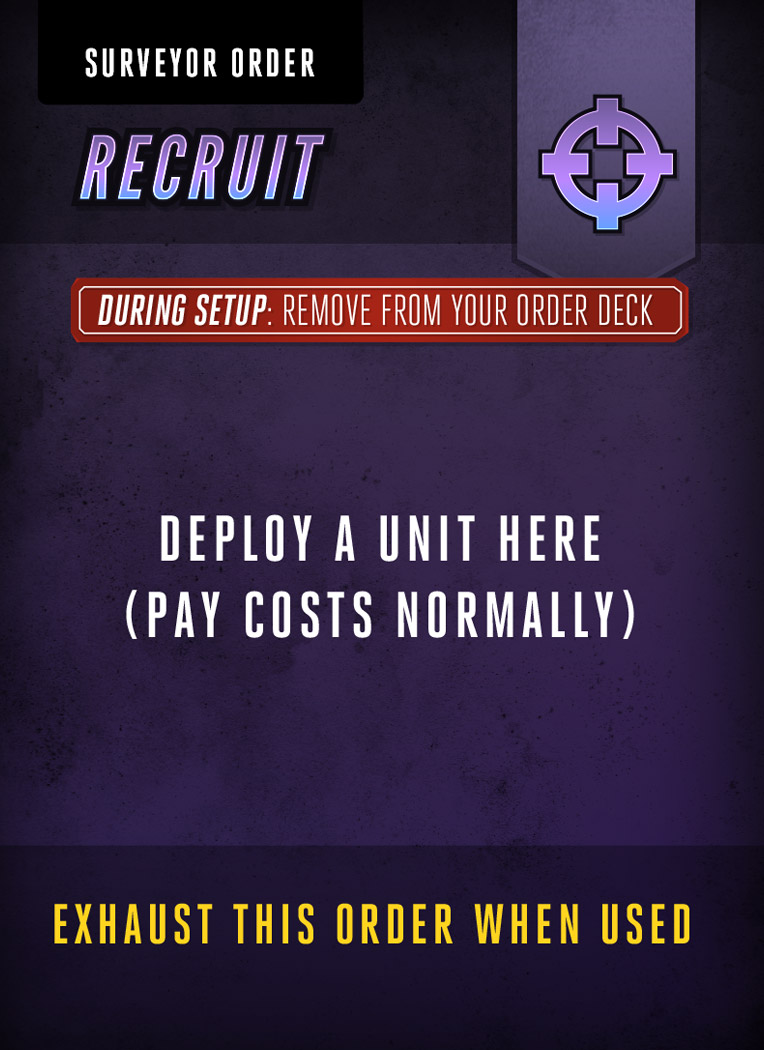 SURVEYOR ORDER
RECRUIT
DURING SETUP: REMOVE FROM YOUR ORDER DECK
DEPLOY A UNIT HERE
(PAY COSTS NORMALLY)
EXHAUST THIS ORDER WHEN USED